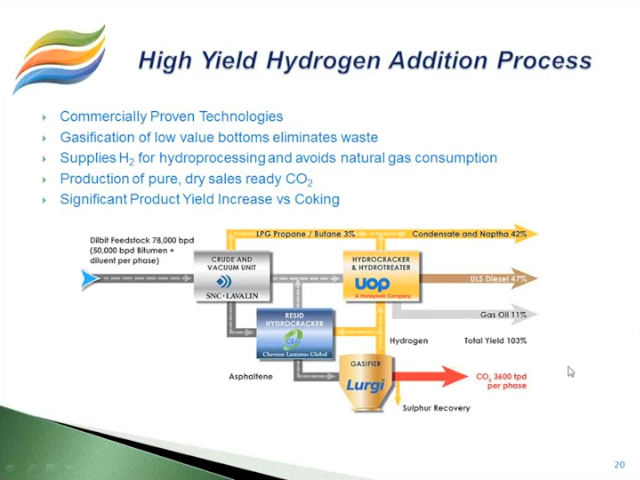 High Yield Hydrogen Addition Process
Commercially Proven Technologies
Gasification of low value bottoms eliminates waste
Supplies H2 for hydroprocessing and avoids natural gas consumption
Production of pure, dry sales ready CO2
Significant Product Yield Increase vs Coking
LPG Propane / Butane 3%
Condensate and Naptha 42%
Dilbit Feedstock 78,000 bpd
(50,000 bpd Bitumen +
diluent per phase)
CRUDE AND
VACUUM UNIT
SNC·LAVALIN
HYDROCRACKER
& HYDROTREATER
uop
A Honeywell Company
ULS Diesel 47%
Gas Oil 11%
RESID
HYDROCRACKER
CLG
Chevron Lummus Global
Hydrogen
Total Yield 103%
Asphaltene
GASIFIER
Lurgi
CO2 3600 tpd
per phase
Sulphur Recovery
20